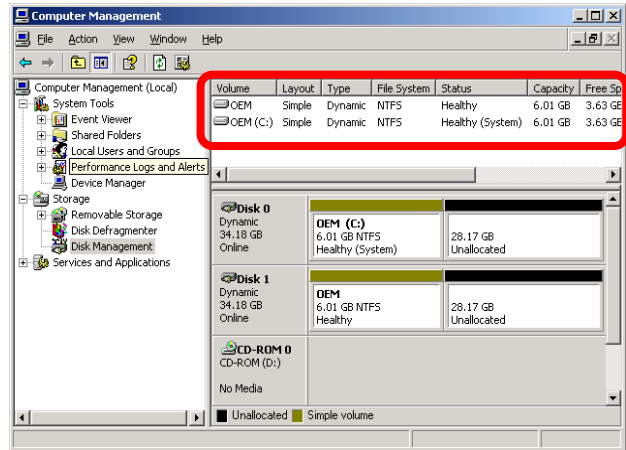 Computer Management
File Action View Window Help
Computer Management (Local)
System Tools
Event Viewer
Shared Folders
Local Users and Groups
Performance Logs and Alerts
Device Manager
Storage
Removable Storage
Disk Defragmenter
Disk Management
Services and Applications
Volume Layout Type File System Status Capacity Free Sp
OEM Simple Dynamic NTFS Healthy 6.01 GB 3.63 GB
OEM (C:) Simple Dynamic NTFS Healthy (System) 6.01 GB 3.63 GB
Disk 0
Dynamic
34.18 GB
Online
OEM (C:)
6.01 GB NTFS
Healthy (System)
28.17 GB
Unallocated
Disk 1
Dynamic
34.18 GB
Online
OEM
6.01 GB NTFS
Healthy
28.17 GB
Unallocated
CD-ROM 0
CD-ROM (D:)
No Media
Unallocated Simple volume